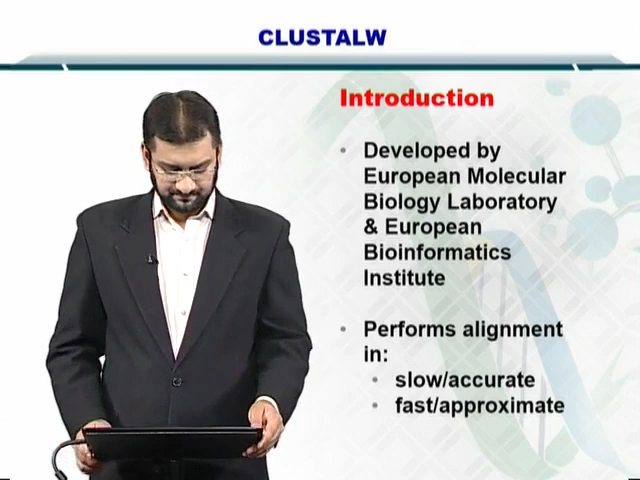 CLUSTALW
Introduction
• Developed by
European Molecular
Biology Laboratory
& European
Bioinformatics
Institute
• Performs alignment
in:
• slow/accurate
• fast/approximate